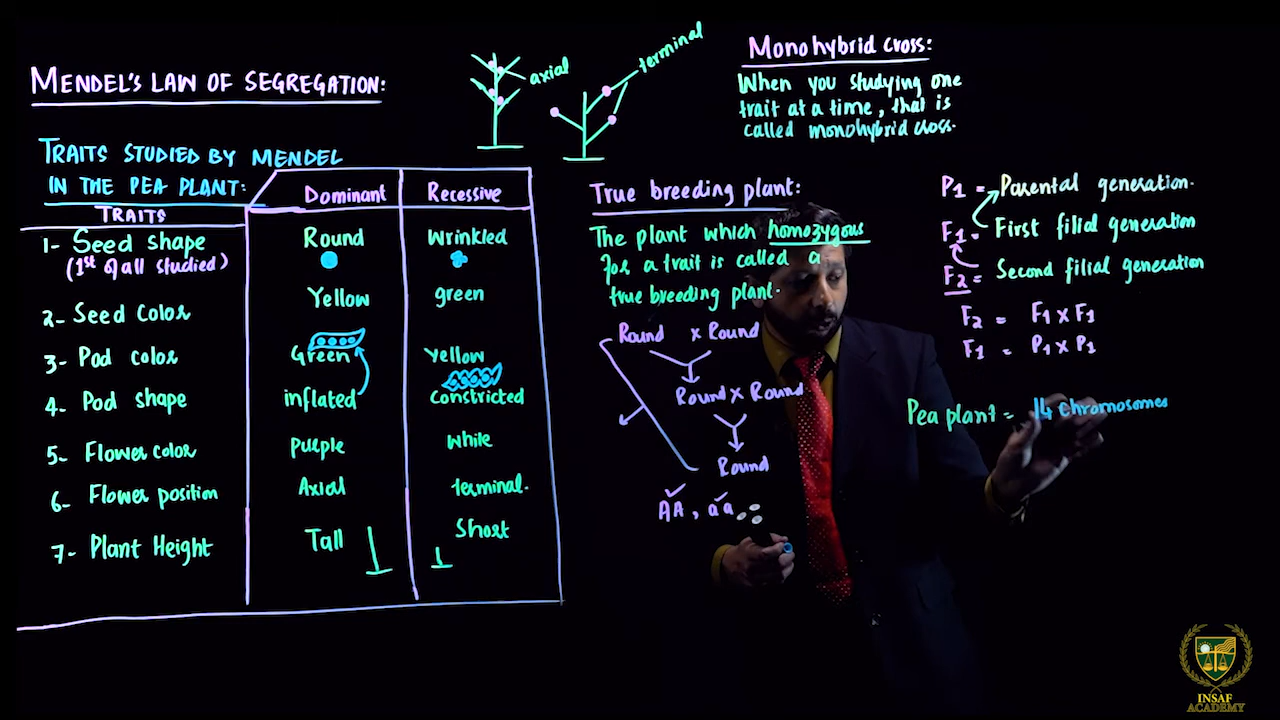 MENDEL'S LAW OF SEGREGATION:
axial
terminal
Monohybrid cross:
When you studying one
trait at a time, that is
called monohybrid cross.
TRAITS STUDIED BY MENDEL
IN THE PEA PLANT:
TRAITS
Dominant
Recessive
1- Seed shape
(1st of all studied)
Round
Wrinkled
2- Seed Color
Yellow
green
3- Pod color
Green
Yellow
4- Pod shape
inflated
constricted
5- Flower color
purple
while
6- Flower position
Axial
terminal.
7- Plant Height
Tall
Short
True breeding plant:
The plant which homozygous
for a trait is called a
true breeding plant.
Round x Round
Round x Round
Round
AA, aa
P1 = Parental generation.
F1 = First filial generation
F2 = Second filial generation
F2 = F1 x F1
F1 = P1 x P1
Pea plant = 14 chromosomes
INSAF
ACADEMY